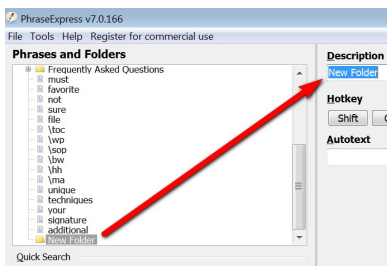 PhraseExpress v7.0.166
File Tools Help Register for commercial use
Phrases and Folders
Frequently Asked Questions
must
favorite
not
sure
file
\toc
\wp
\sop
\bw
\hh
\ma
unique
techniques
your
signature
additional
New Folder
Quick Search
Description
New Folder
Hotkey
Shift
Autotext